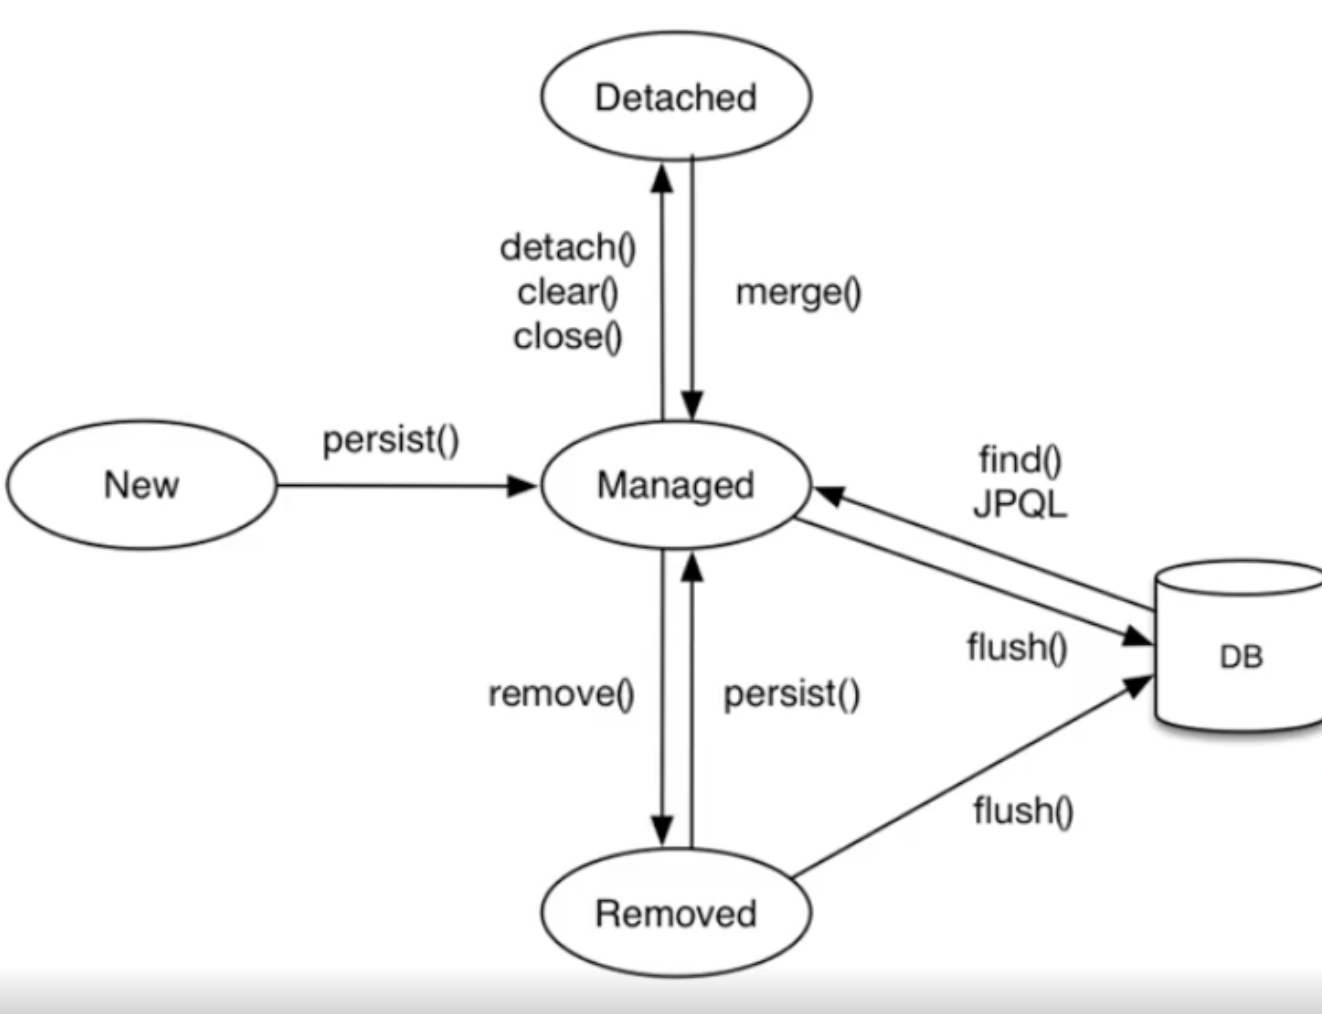 Detached
detach()
clear()
close()
merge()
New
persist()
Managed
find()
JPQL
flush()
DB
remove()
persist()
flush()
Removed